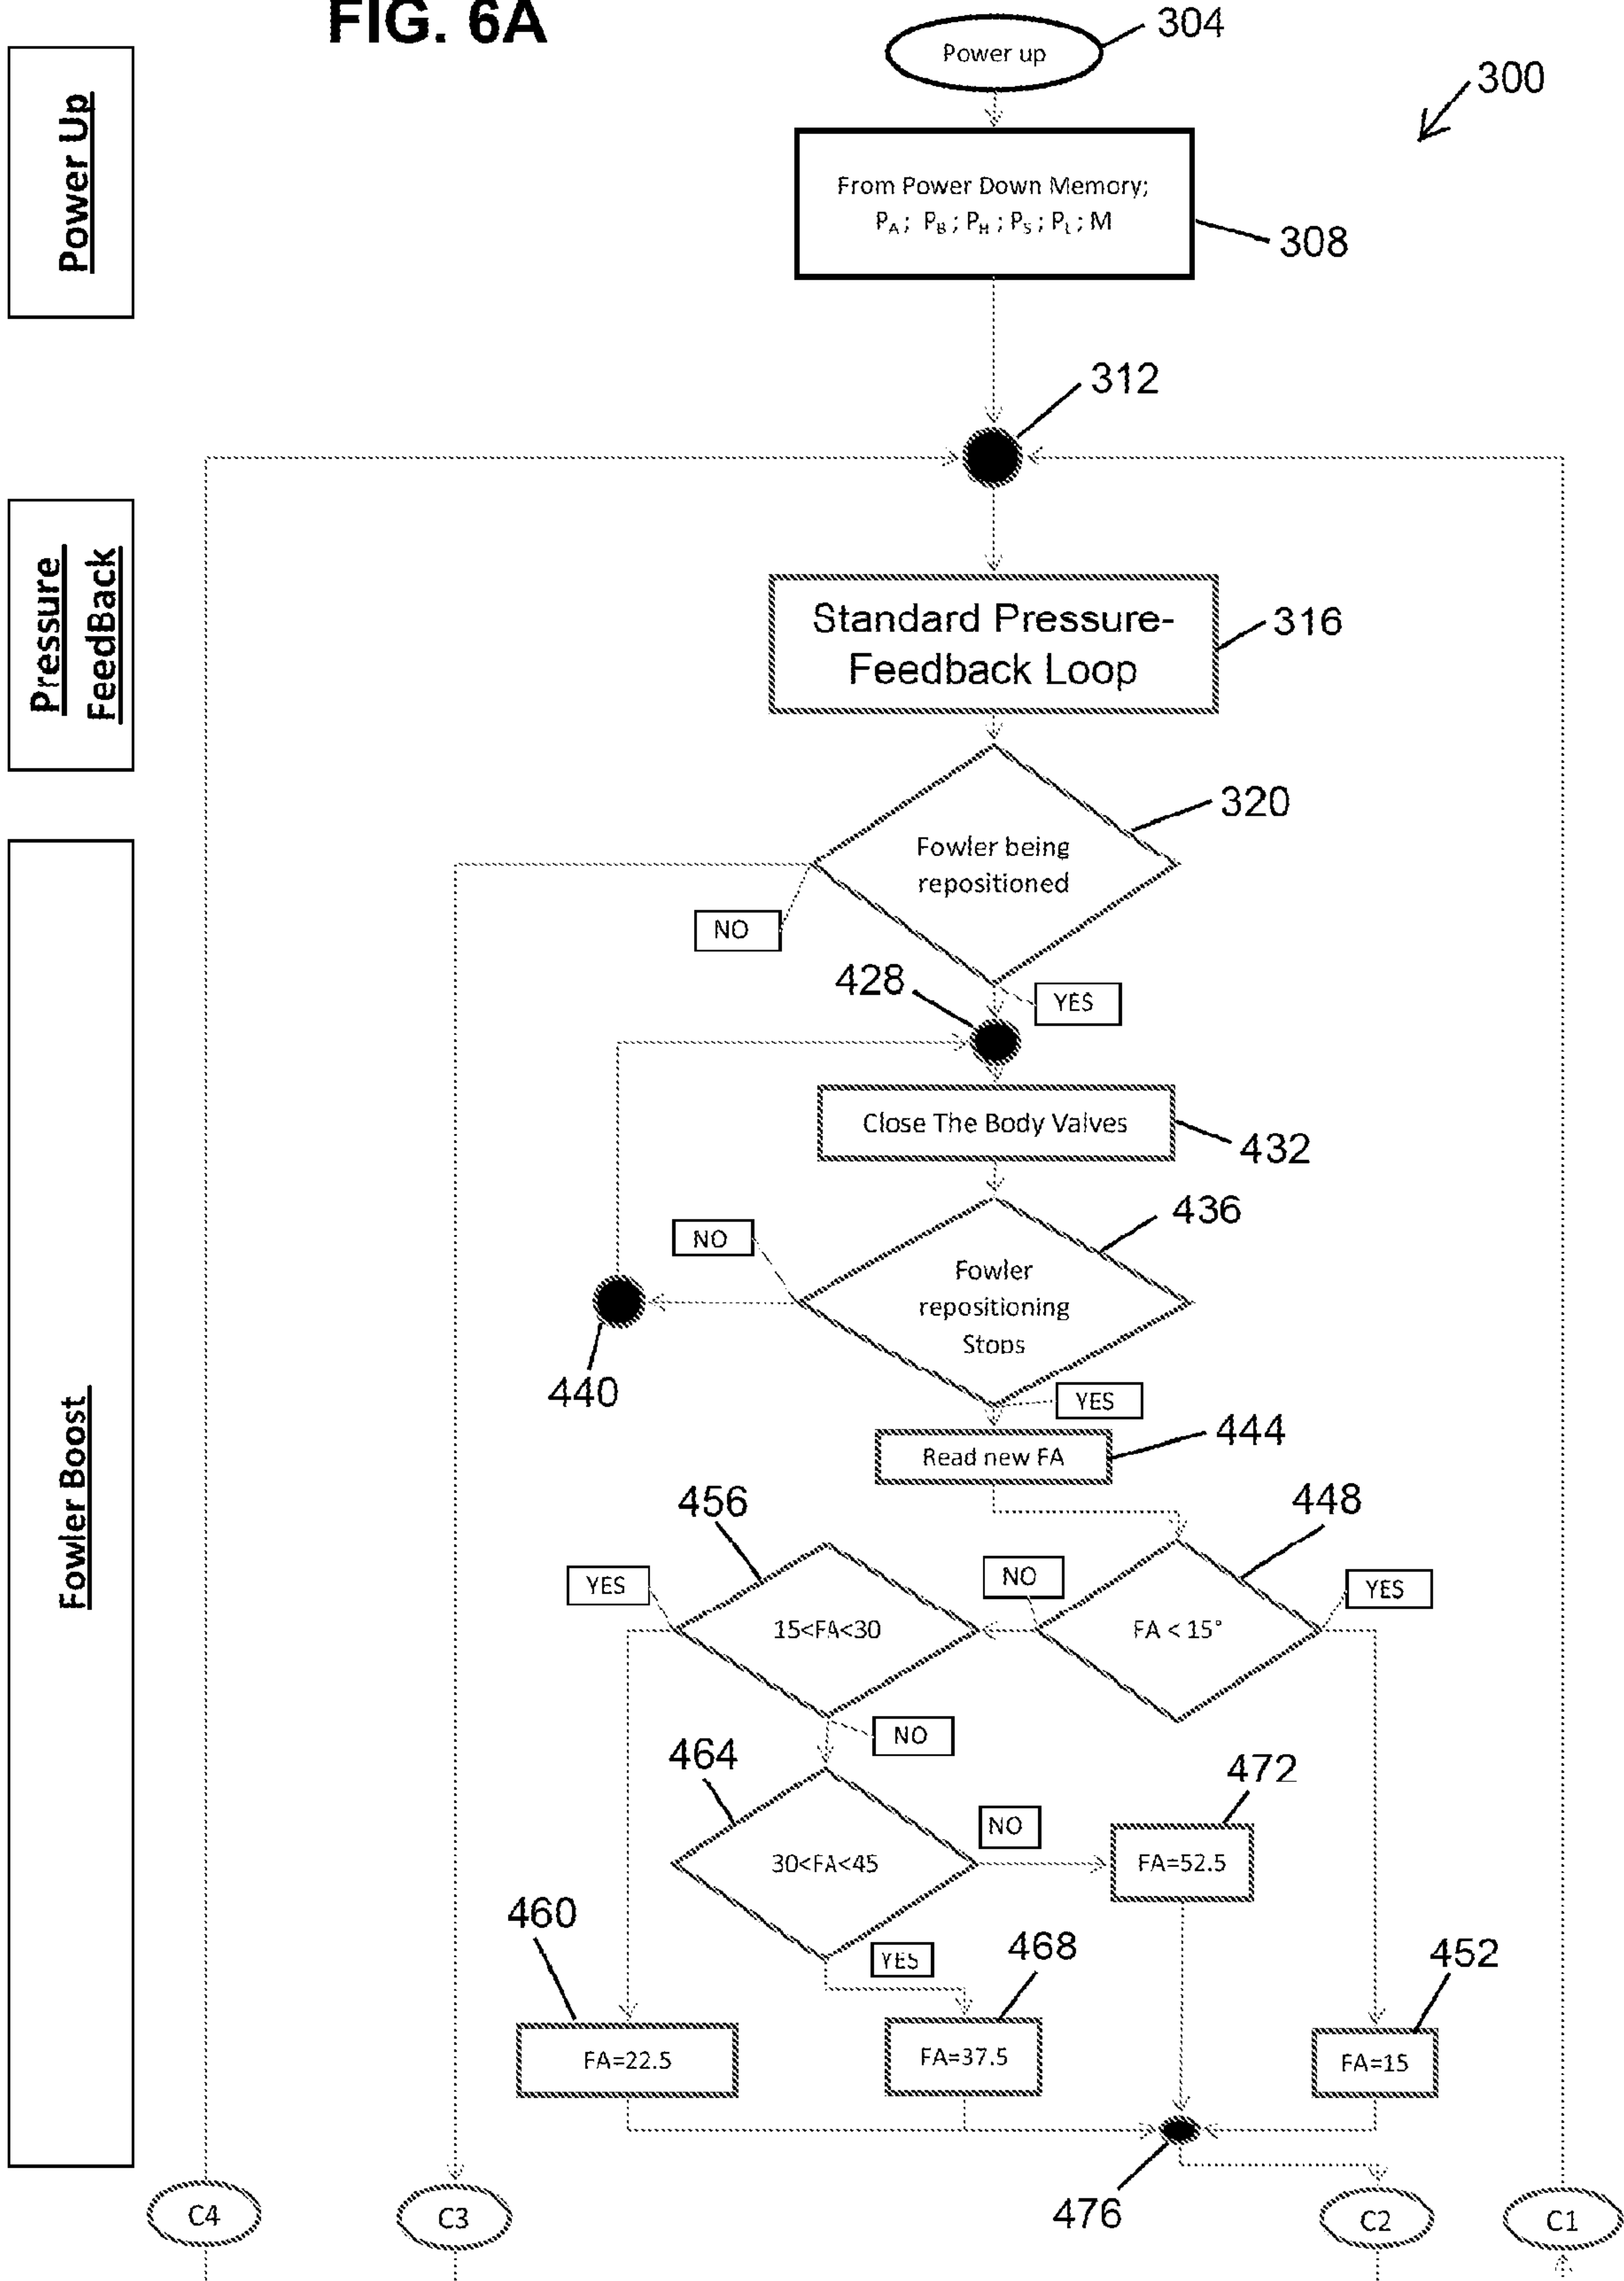 FIG. 6A
304
Power up
300
Power Up
From Power Down Memory;
PA ; PB ; PH ; PS ; PL ; M
308
312
Pressure
FeedBack
Standard Pressure-
Feedback Loop
316
320
Fowler being
repositioned
NO
428
YES
Close The Body Valves
432
436
NO
Fowler
repositioning
Stops
440
YES
Read new FA
444
Fowler Boost
456
448
YES
NO
YES
15<FA<30
FA < 15°
NO
464
472
NO
30<FA<45
FA=52.5
460
YES
468
452
FA=22.5
FA=37.5
FA=15
476
C4
C3
C2
C1